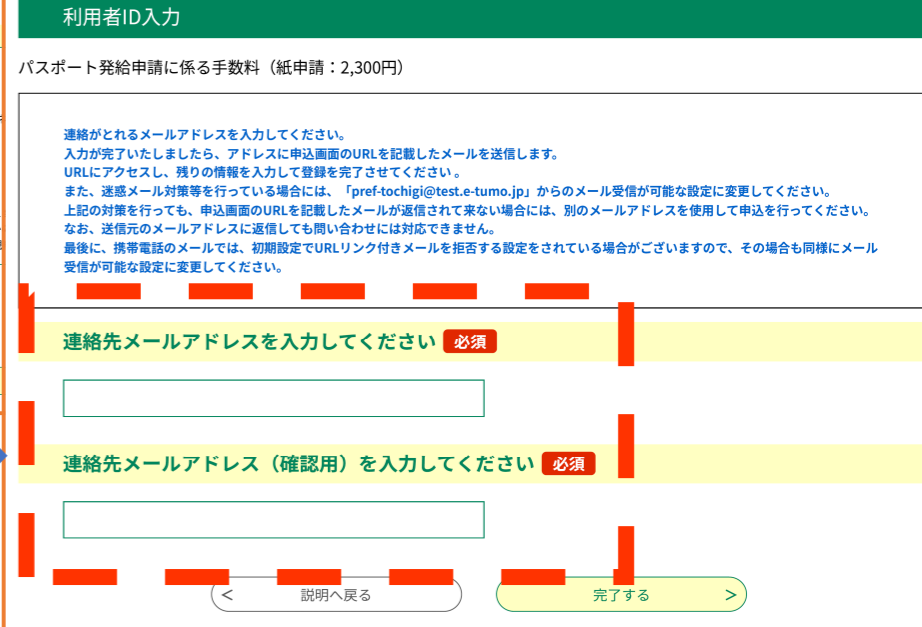 利用者ID入力
パスポート発給申請に係る手数料（紙申請：2,300円）
連絡がとれるメールアドレスを入力してください。
入力が完了いたしましたら、アドレスに申込画面のURLを記載したメールを送信します。
URLにアクセスし、残りの情報を入力して登録を完了させてください 。
また、迷惑メール対策等を行っている場合には、「pref-tochigi@test.e-tumo.jp」からのメール受信が可能な設定に変更してください。
上記の対策を行っても、申込画面のURLを記載したメールが返信されて来ない場合には、別のメールアドレスを使用して申込を行ってください。
なお、送信元のメールアドレスに返信しても問い合わせには対応できません。
最後に、携帯電話のメールでは、初期設定でURLリンク付きメールを拒否する設定をされている場合がございますので、その場合も同様にメール
受信が可能な設定に変更してください。
連絡先メールアドレスを入力してください 必須
連絡先メールアドレス（確認用）を入力してください 必須
< 説明へ戻る
完了する >